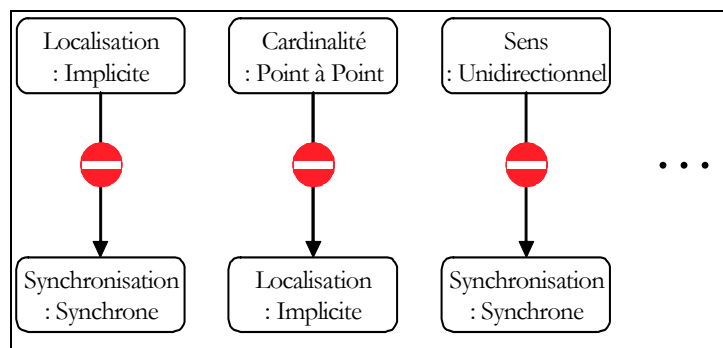 Localisation
: Implicite
Cardinalité
: Point à Point
Sens
: Unidirectionnel
...
Synchronisation
: Synchrone
Localisation
: Implicite
Synchronisation
: Synchrone